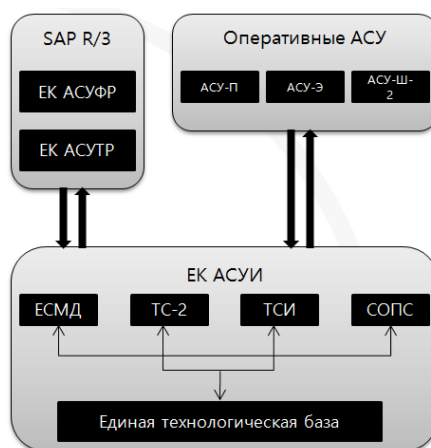 SAP R/3
ЕК АСУФР
ЕК АСУТР
Оперативные АСУ
АСУ-П
АСУ-Э
АСУ-Ш-
2
ЕК АСУИ
ЕСМД
ТС-2
ТСИ
СОПС
Единая технологическая база